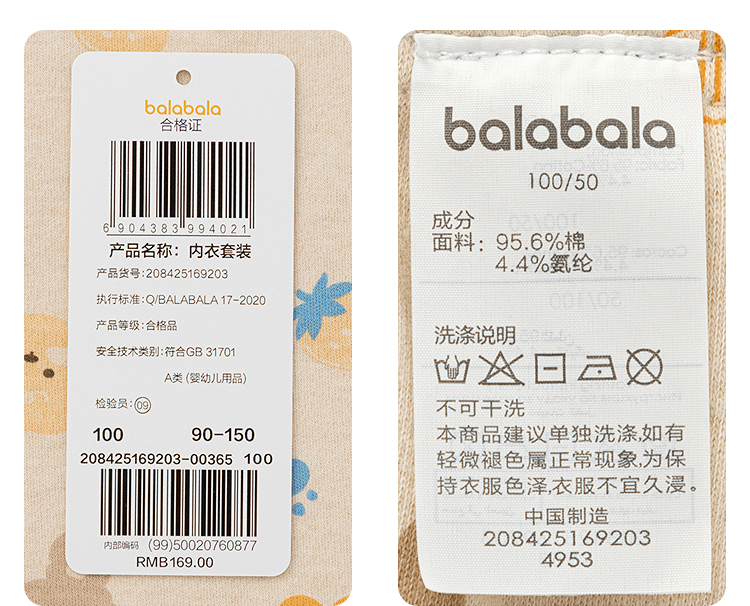 balabala
合格证
6 904383 994021
产品名称: 内衣套装
产品货号:208425169203
执行标准:Q/BALABALA 17-2020
产品等级:合格品
安全技术类别:符合GB 31701
A类 (婴幼儿用品)
检验员:09
100 90-150
208425169203-00365 100
内部编码 (99)50020760877
RMB169.00
balabala
100/50
成分
面料: 95.6%棉
4.4%氨纶
洗涤说明
不可干洗
本商品建议单独洗涤,如有
轻微褪色属正常现象,为保
持衣服色泽,衣服不宜久浸。
中国制造
208425169203
4953